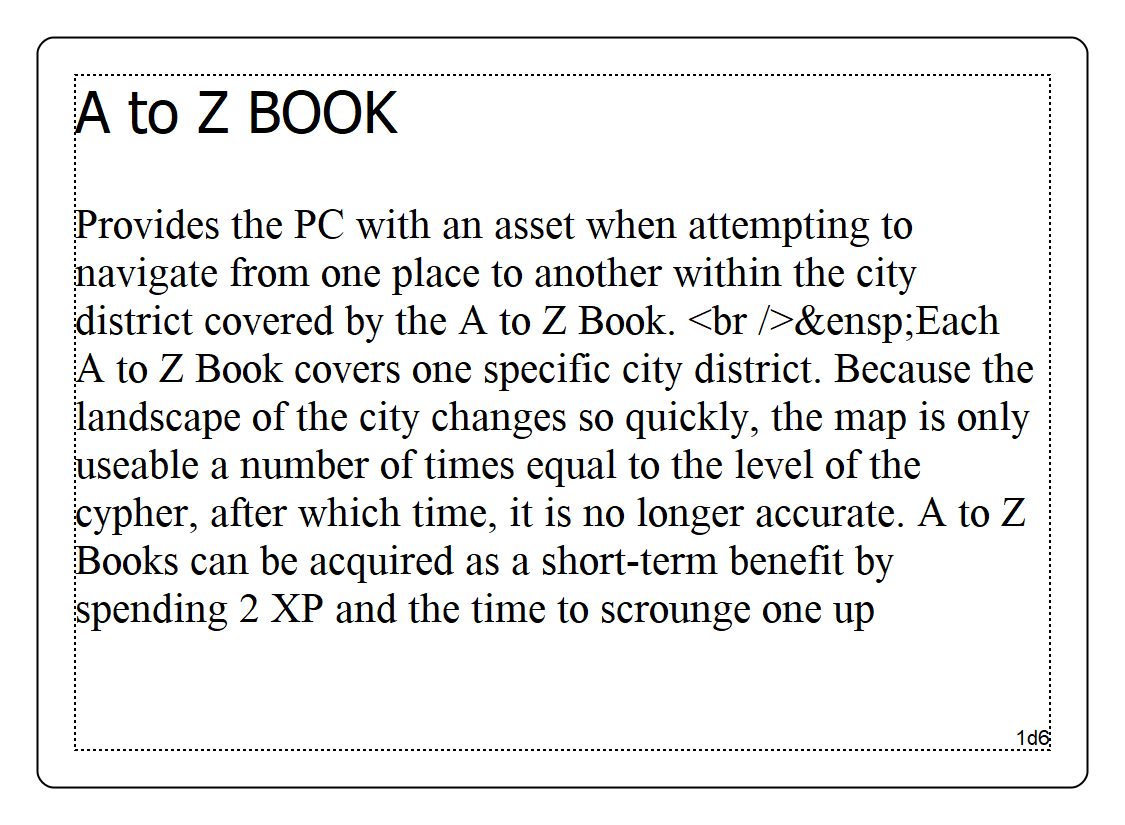 A to Z BOOK
Provides the PC with an asset when attempting to
navigate from one place to another within the city
district covered by the A to Z Book. <br />&ensp;Each
A to Z Book covers one specific city district. Because the
landscape of the city changes so quickly, the map is only
useable a number of times equal to the level of the
cypher, after which time, it is no longer accurate. A to Z
Books can be acquired as a short-term benefit by
spending 2 XP and the time to scrounge one up
1d6